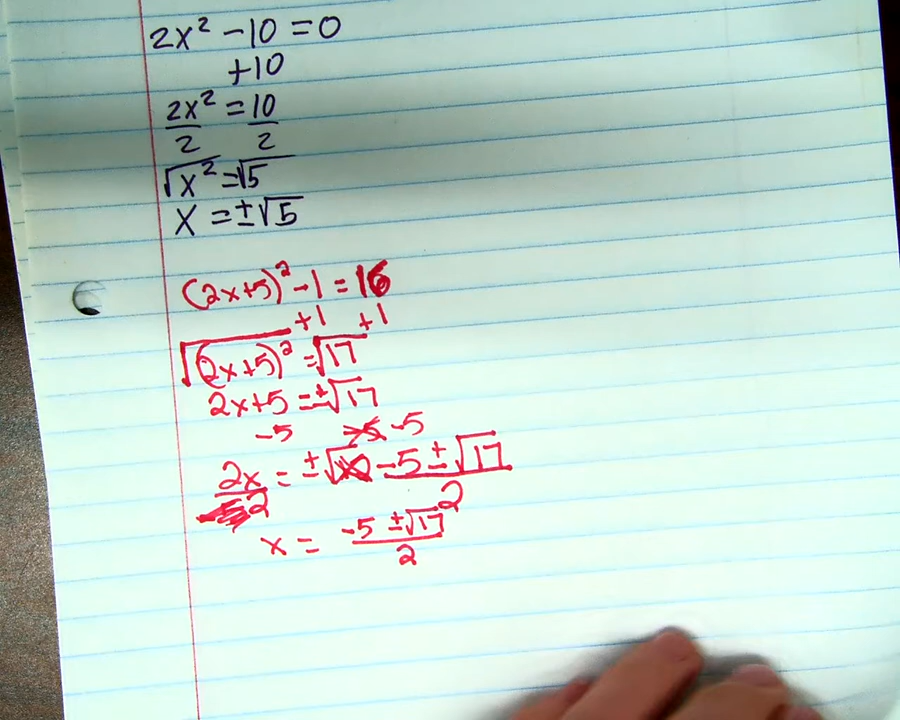 2x² - 10 = 0
+10
2x² = 10
2 2
√x² = √5
x = ±√5
(2x+5)² - 1 = 16
+1 +1
√(2x+5)² = √17
2x+5 = ±√17
-5 -5
2x = ±√ -5 ± √17
2 2
x = -5 ± √17
2